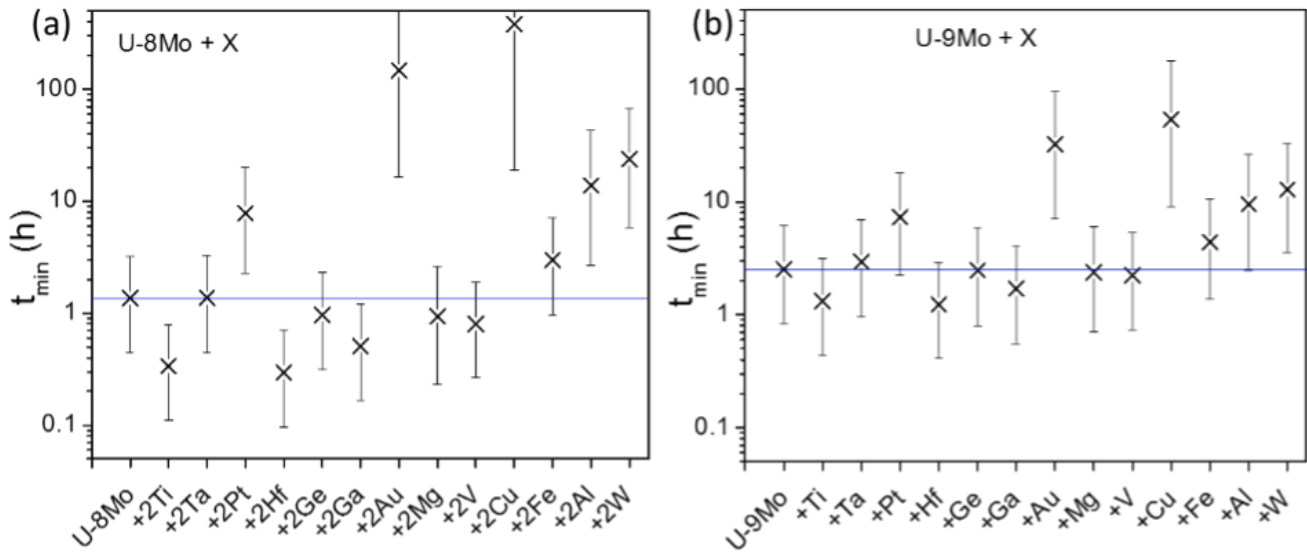 (a)
U-8Mo + X
t_min (h)
100
10
1
0.1
U-8Mo
+2Ti
+2Ta
+2Pt
+2Hf
+2Ge
+2Ga
+2Au
+2Mg
+2V
+2Cu
+2Fe
+2Al
+2W
(b)
U-9Mo + X
t_min (h)
100
10
1
0.1
U-9Mo
+Ti
+Ta
+Pt
+Hf
+Ge
+Ga
+Au
+Mg
+V
+Cu
+Fe
+Al
+W